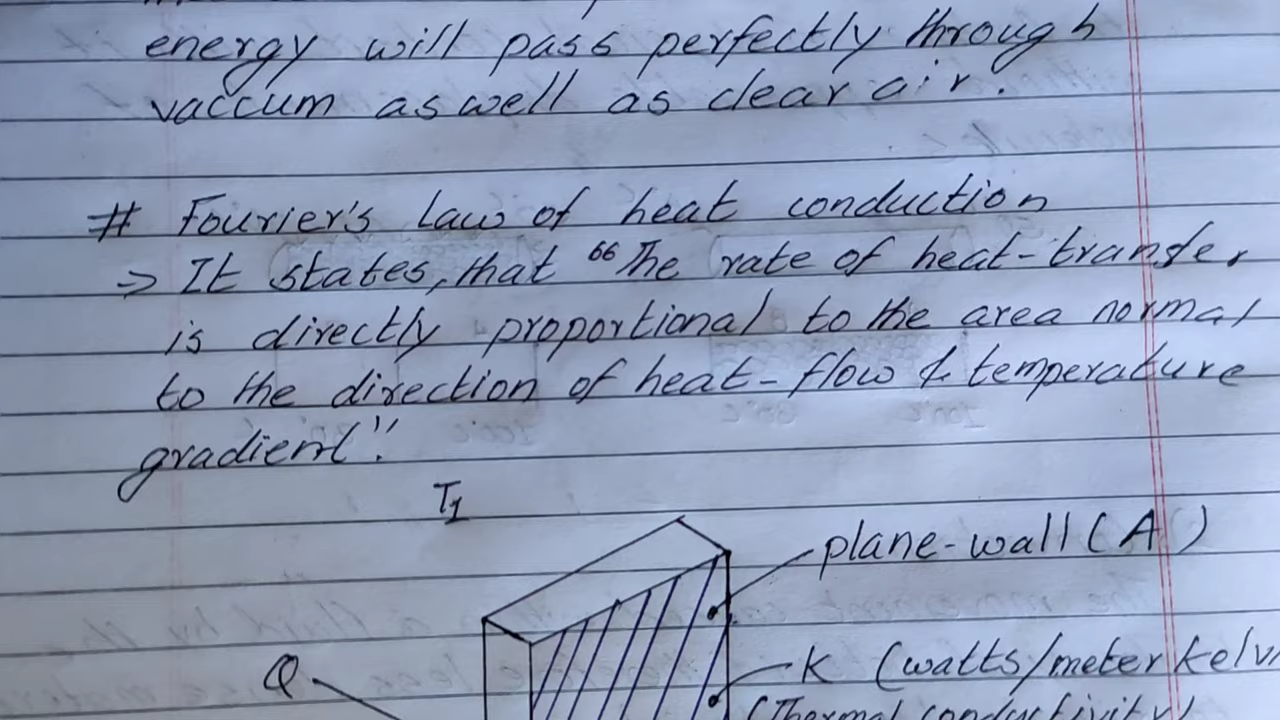 energy will pass perfectly through
vaccum as well as clear air.
# Fourier's law of heat conduction
⇒ It states, that "The rate of heat-transfer
is directly proportional to the area normal
to the direction of heat-flow & temperature
gradient".
T1
plane-wall (A)
Q
K (watts/meter kelvi
(Thermal conductivity)